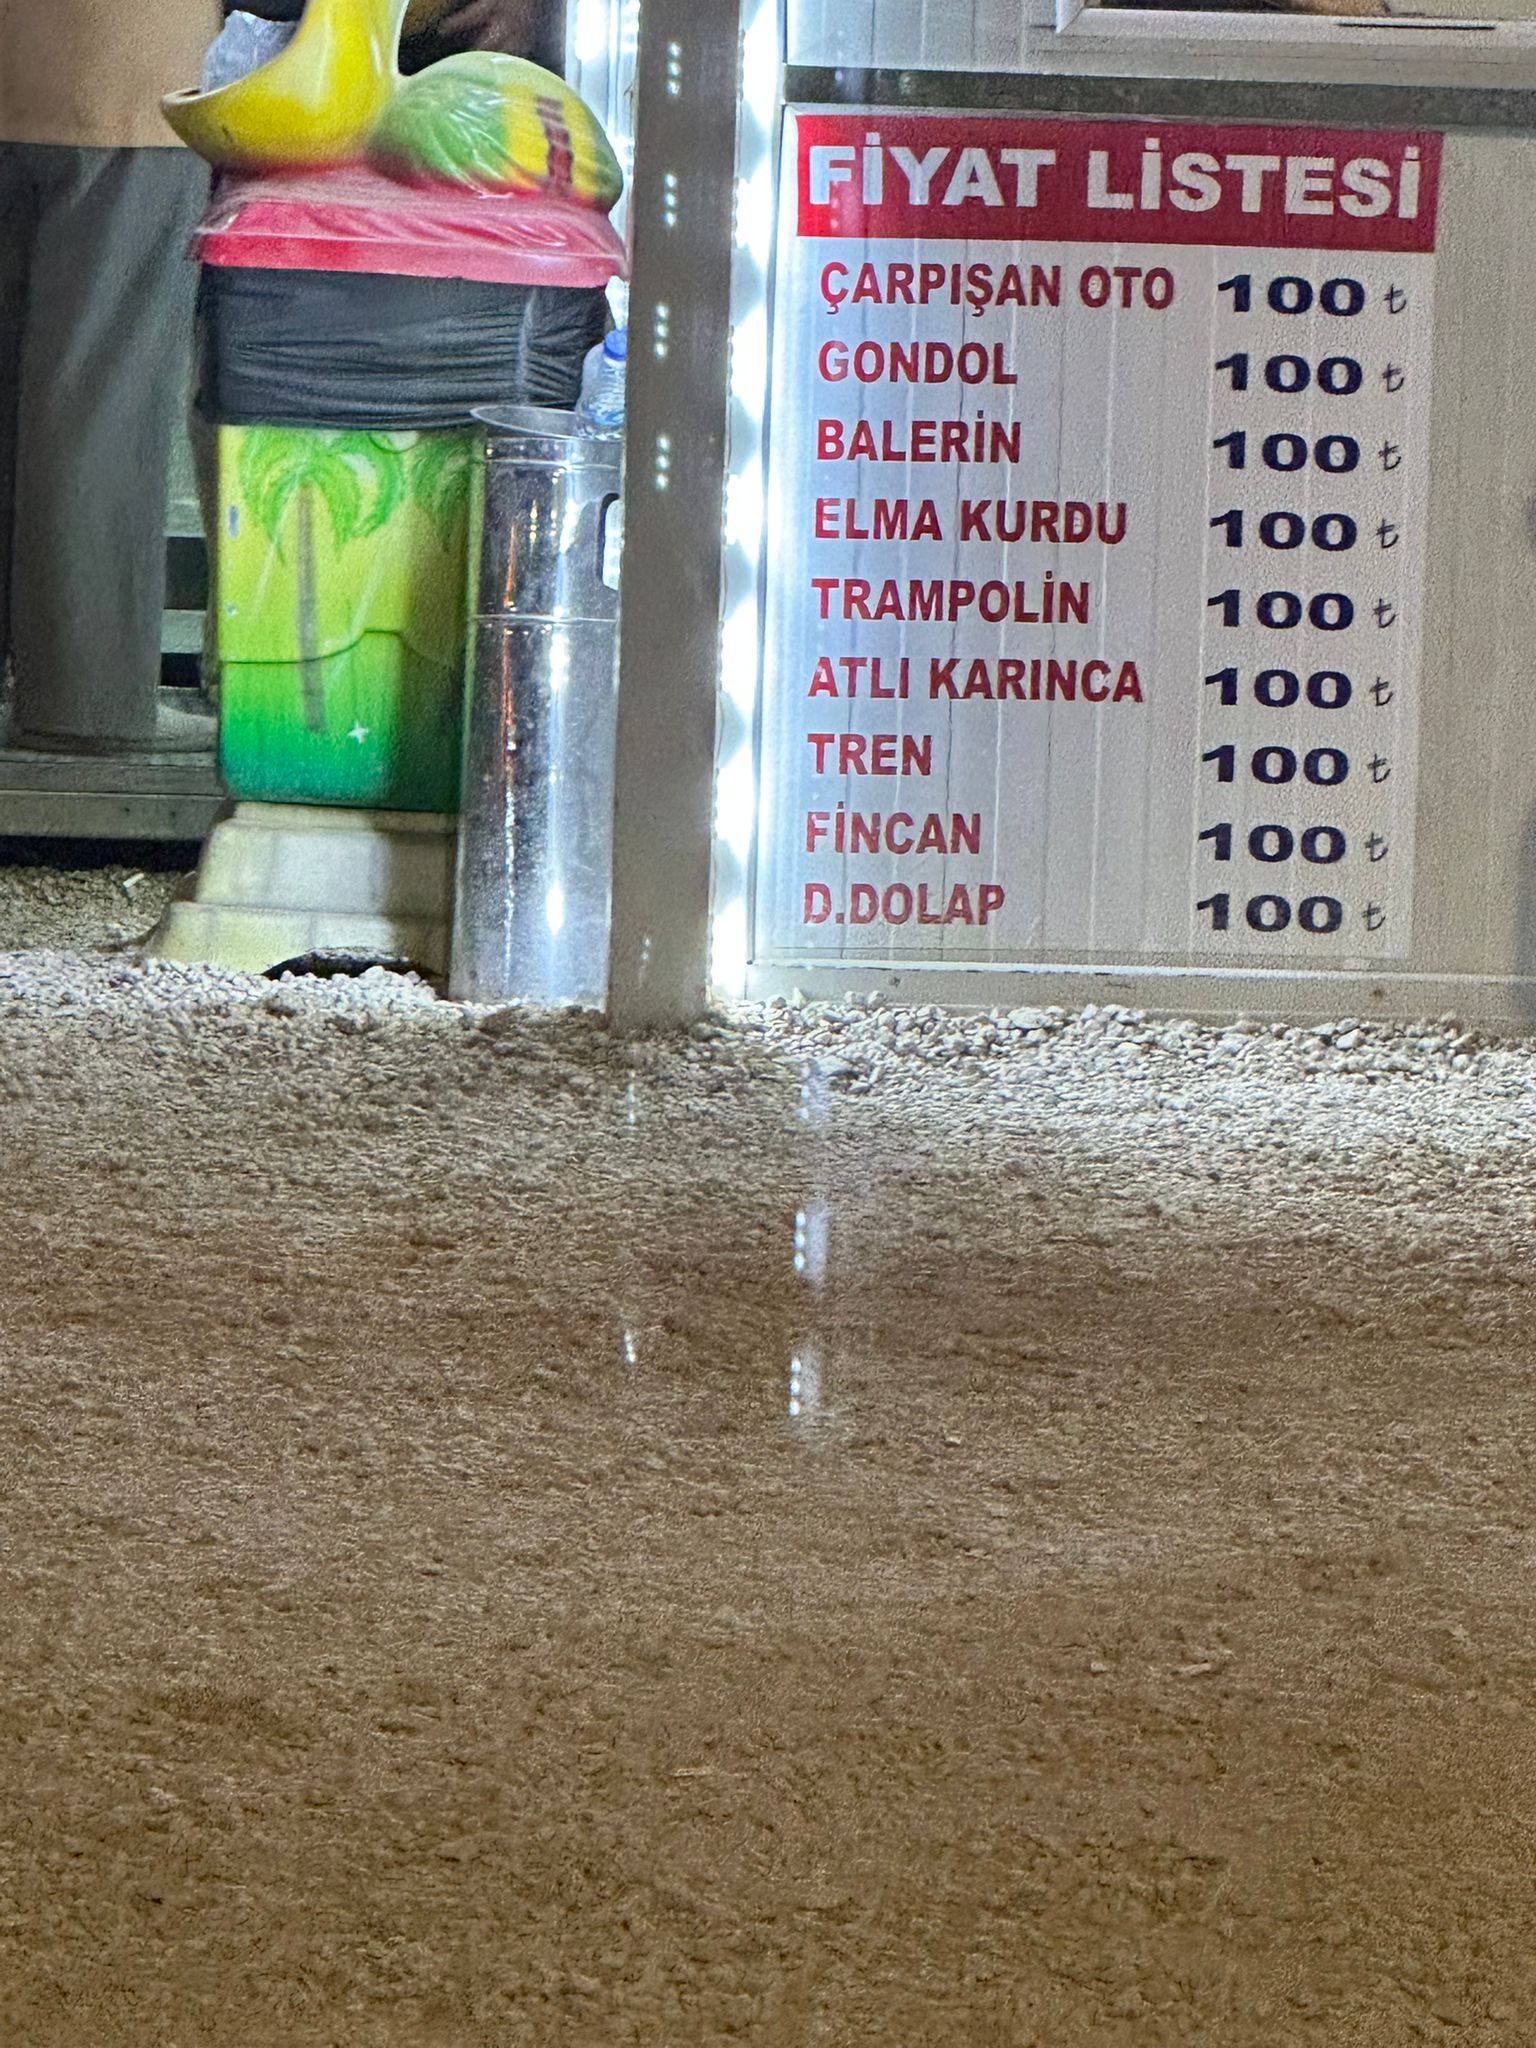 FİYAT LİSTESİ
ÇARPIŞAN OTO 100 ₺
GONDOL 100 ₺
BALERİN 100 ₺
ELMA KURDU 100 ₺
TRAMPOLİN 100 ₺
ATLI KARINCA 100 ₺
TREN 100 ₺
FİNCAN 100 ₺
D.DOLAP 100 ₺